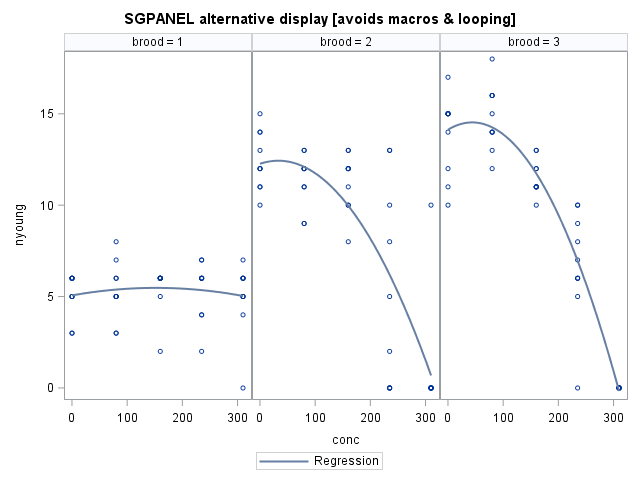 SGPANEL alternative display [avoids macros & looping]
brood = 1 brood = 2 brood = 3
15
10
5
0
nyoung
0 100 200 300 0 100 200 300 0 100 200 300
conc
Regression